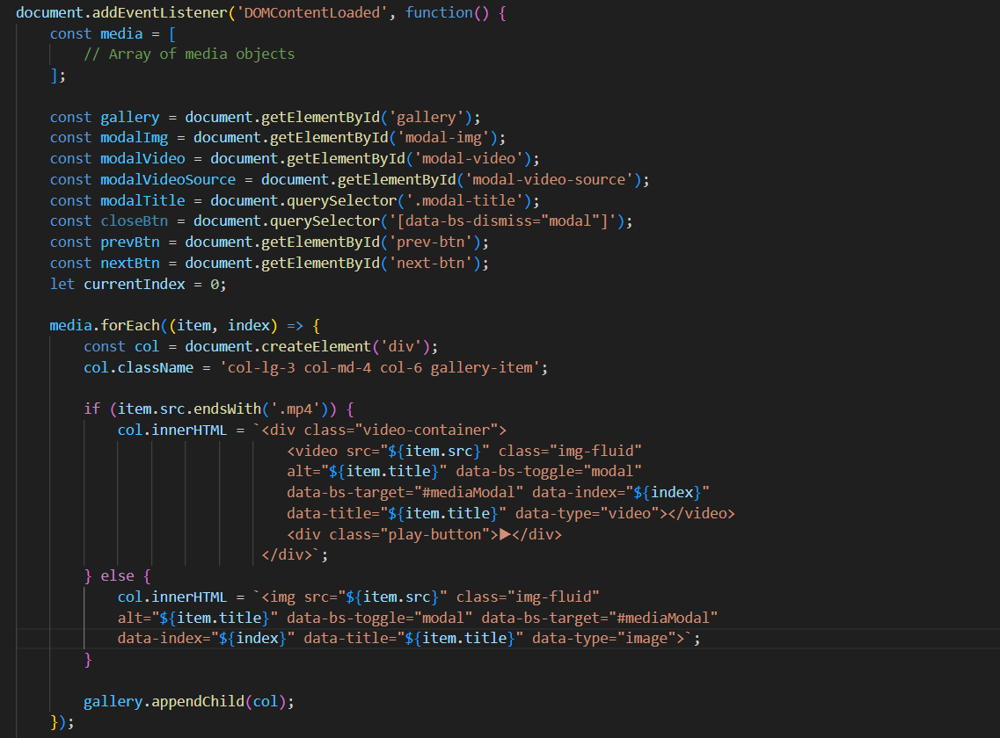 document.addEventListener('DOMContentLoaded', function() {
    const media = [
        // Array of media objects
    ];

    const gallery = document.getElementById('gallery');
    const modalImg = document.getElementById('modal-img');
    const modalVideo = document.getElementById('modal-video');
    const modalVideoSource = document.getElementById('modal-video-source');
    const modalTitle = document.querySelector('.modal-title');
    const closeBtn = document.querySelector('[data-bs-dismiss="modal"]');
    const prevBtn = document.getElementById('prev-btn');
    const nextBtn = document.getElementById('next-btn');
    let currentIndex = 0;

    media.forEach((item, index) => {
        const col = document.createElement('div');
        col.className = 'col-lg-3 col-md-4 col-6 gallery-item';

        if (item.src.endsWith('.mp4')) {
            col.innerHTML = `<div class="video-container">
                                <video src="${item.src}" class="img-fluid"
                                alt="${item.title}" data-bs-toggle="modal"
                                data-bs-target="#mediaModal" data-index="${index}"
                                data-title="${item.title}" data-type="video"></video>
                                <div class="play-button">▶</div>
                             </div>`;
        } else {
            col.innerHTML = `<img src="${item.src}" class="img-fluid"
            alt="${item.title}" data-bs-toggle="modal" data-bs-target="#mediaModal"
            data-index="${index}" data-title="${item.title}" data-type="image">`;
        }

        gallery.appendChild(col);
    });